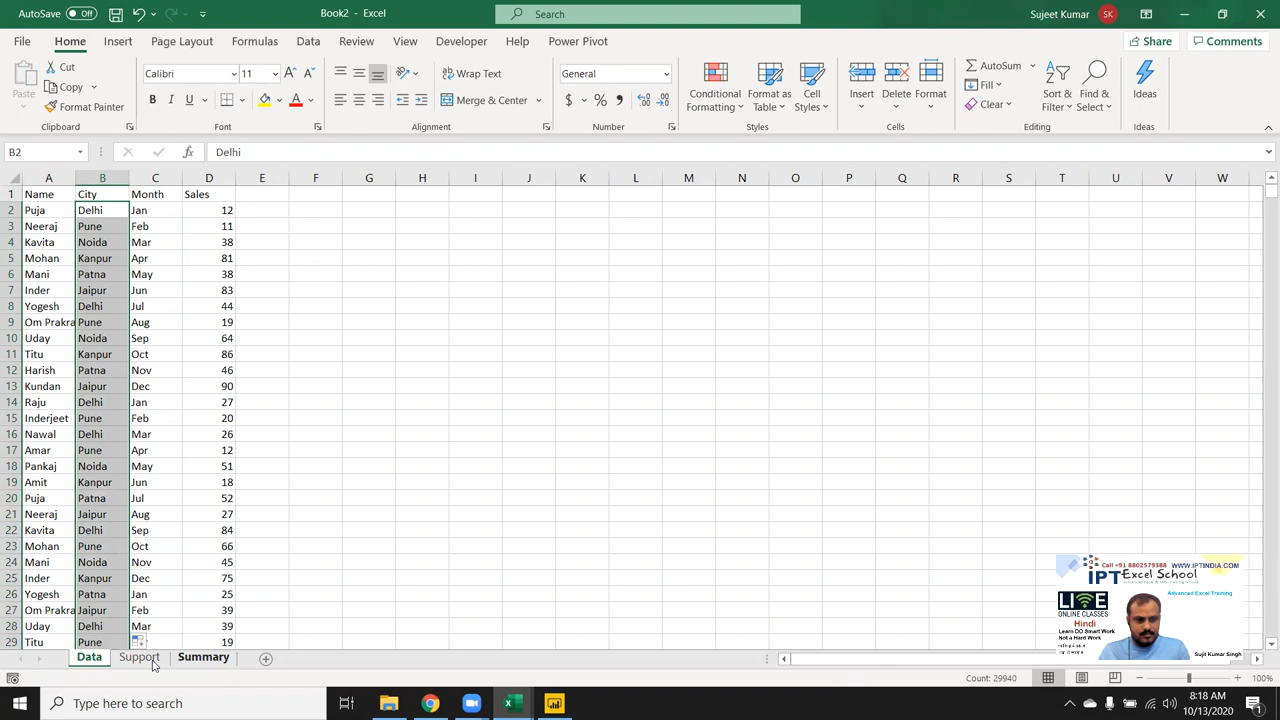 AutoSave Off Book2 - Excel Search Sujeet Kumar SK
File Home Insert Page Layout Formulas Data Review View Developer Help Power Pivot Share Comments
Paste Cut Copy Format Painter Clipboard
Calibri 11 B I U A Font
Wrap Text Merge & Center Alignment
General $ % , Number
Conditional Formatting Format as Table Cell Styles Styles
Insert Delete Format Cells
AutoSum Fill Clear Sort & Filter Find & Select Editing
Ideas Ideas
B2 fx Delhi
A B C D E F G H I J K L M N O P Q R S T U V W
1 Name City Month Sales
2 Puja Delhi Jan 12
3 Neeraj Pune Feb 11
4 Kavita Noida Mar 38
5 Mohan Kanpur Apr 81
6 Mani Patna May 38
7 Inder Jaipur Jun 83
8 Yogesh Delhi Jul 44
9 Om Prakra Pune Aug 19
10 Uday Noida Sep 64
11 Titu Kanpur Oct 86
12 Harish Patna Nov 46
13 Kundan Jaipur Dec 90
14 Raju Delhi Jan 27
15 Inderjeet Pune Feb 20
16 Nawal Delhi Mar 26
17 Amar Pune Apr 12
18 Pankaj Noida May 51
19 Amit Kanpur Jun 18
20 Puja Patna Jul 52
21 Neeraj Jaipur Aug 27
22 Kavita Delhi Sep 84
23 Mohan Pune Oct 66
24 Mani Noida Nov 45
25 Inder Kanpur Dec 75
26 Yogesh Patna Jan 25
27 Om Prakra Jaipur Feb 39
28 Uday Delhi Mar 39
29 Titu Pune 19
Call +91 8802579388 WWW.IPTINDIA.COM
IPT Excel School
LIVE Advanced Excel Training
ONLINE CLASSES
Hindi
Learn DO Smart Work
Not a Hard Work
Sujit Kumar Singh
Data Support Summary
Count: 29940 100%
Type here to search
8:18 AM
10/13/2020